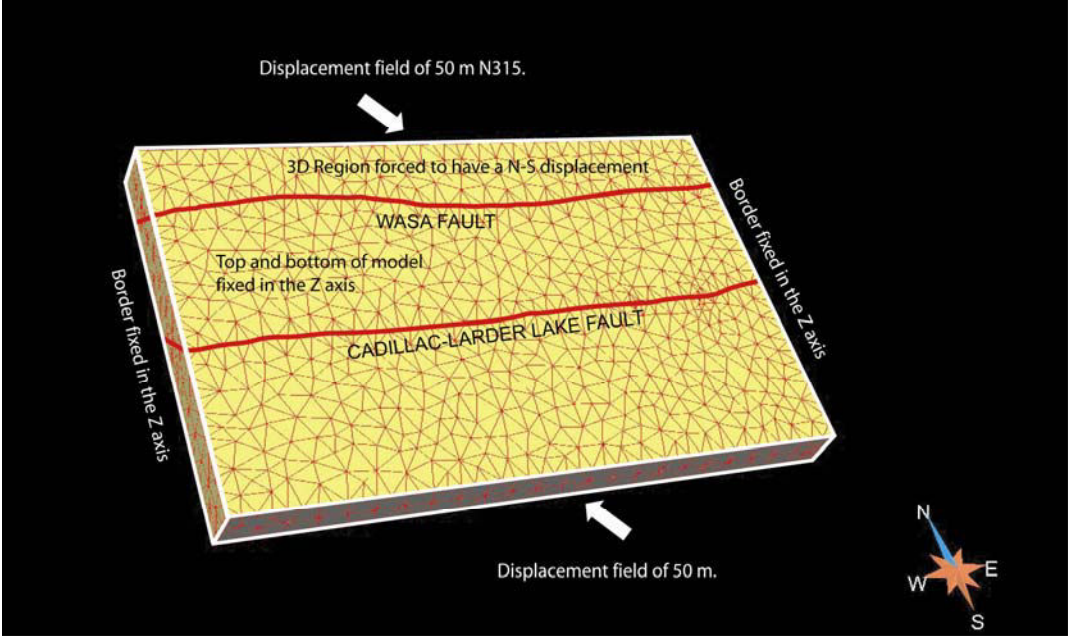 Displacement field of 50 m N315.
3D Region forced to have a N-S displacement
WASA FAULT
Top and bottom of model
fixed in the Z axis
Border fixed in the Z axis
Border fixed in the Z axis
CADILLAC-LARDER LAKE FAULT
Displacement field of 50 m.
N
W
E
S